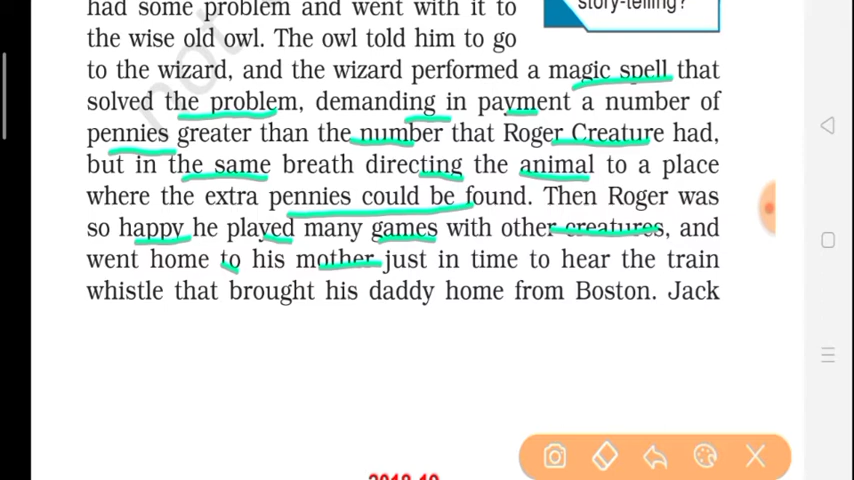 had some problem and went with it to
story-telling?
the wise old owl. The owl told him to go
to the wizard, and the wizard performed a magic spell that
solved the problem, demanding in payment a number of
pennies greater than the number that Roger Creature had,
but in the same breath directing the animal to a place
where the extra pennies could be found. Then Roger was
so happy he played many games with other creatures, and
went home to his mother just in time to hear the train
whistle that brought his daddy home from Boston. Jack
not
2018-19